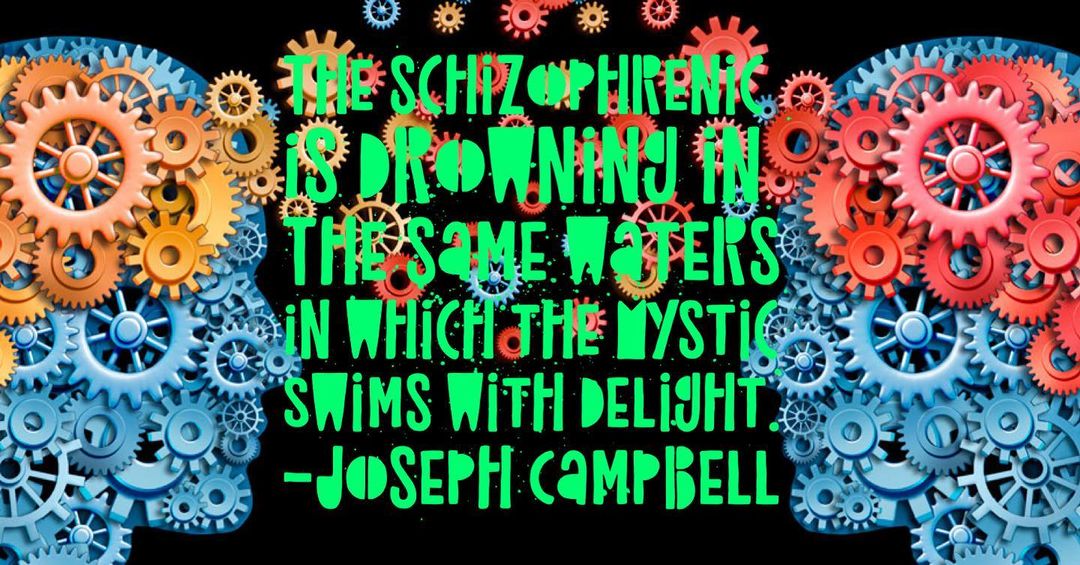 THE SCHiZOPHRENiC
iS DROWNiNg iN
THE SaME WaTERS
iN WHiCH THE MYSTiC
SWiMS WiTH DELigHT.
-JOSEPH CaMPBELL